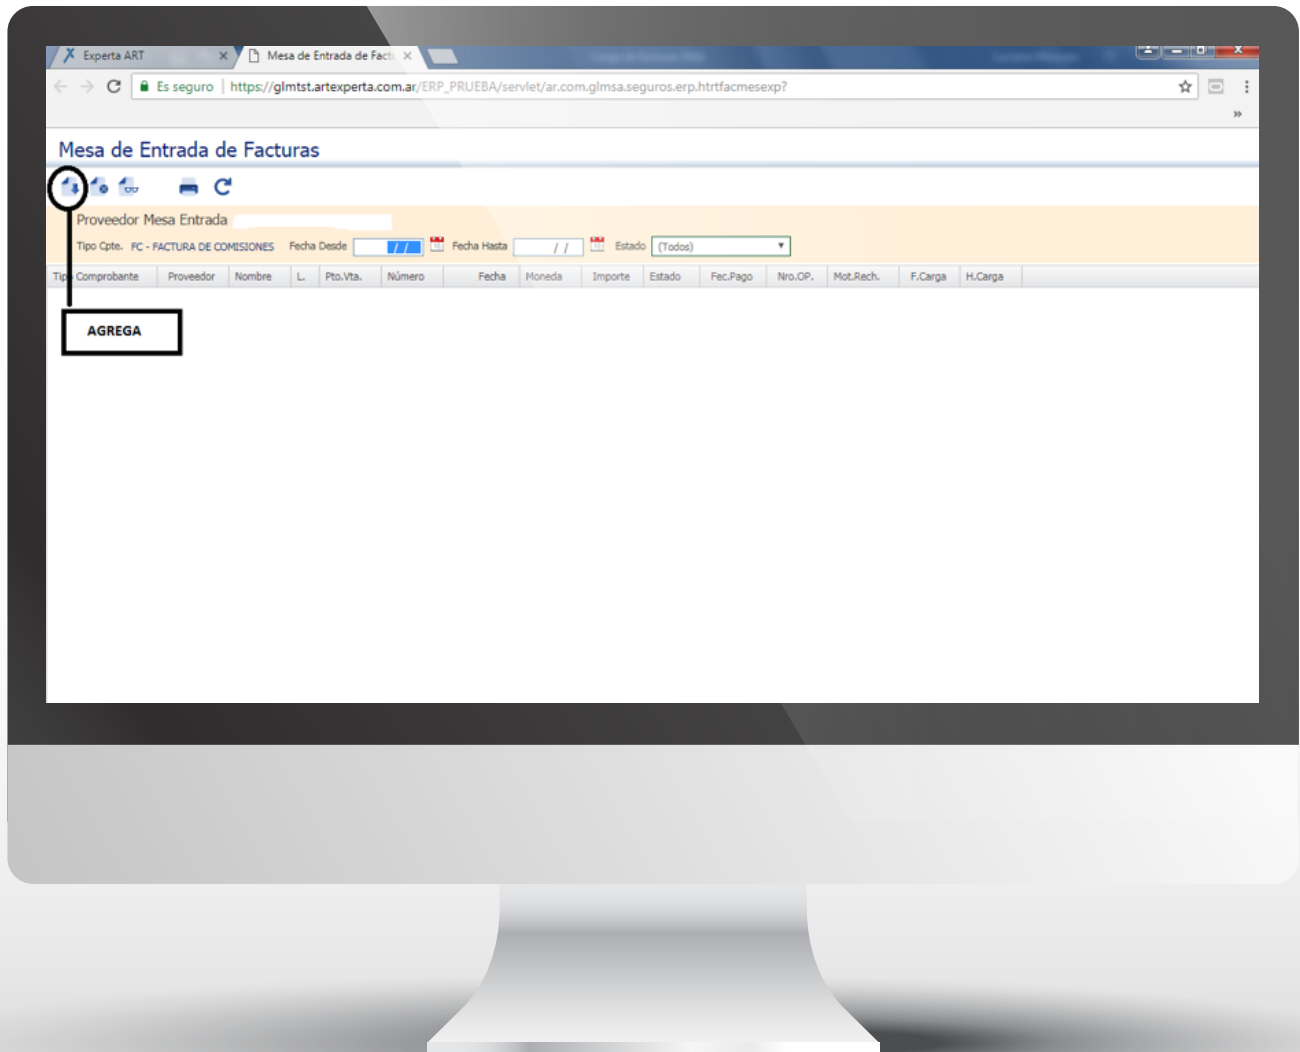 Experta ART
Mesa de Entrada de Fact
Es seguro
https://glmtst.artexperta.com.ar/ERP_PRUEBA/servlet/ar.com.glmsa.seguros.erp.htrtfacmesexp?
Mesa de Entrada de Facturas
Proveedor Mesa Entrada
Tipo Cpte. FC - FACTURA DE COMISIONES Fecha Desde / / Fecha Hasta / / Estado (Todos)
Tipo Comprobante Proveedor Nombre L. Pto.Vta. Número Fecha Moneda Importe Estado Fec.Pago Nro.OP. Mot.Rech. F.Carga H.Carga
AGREGA